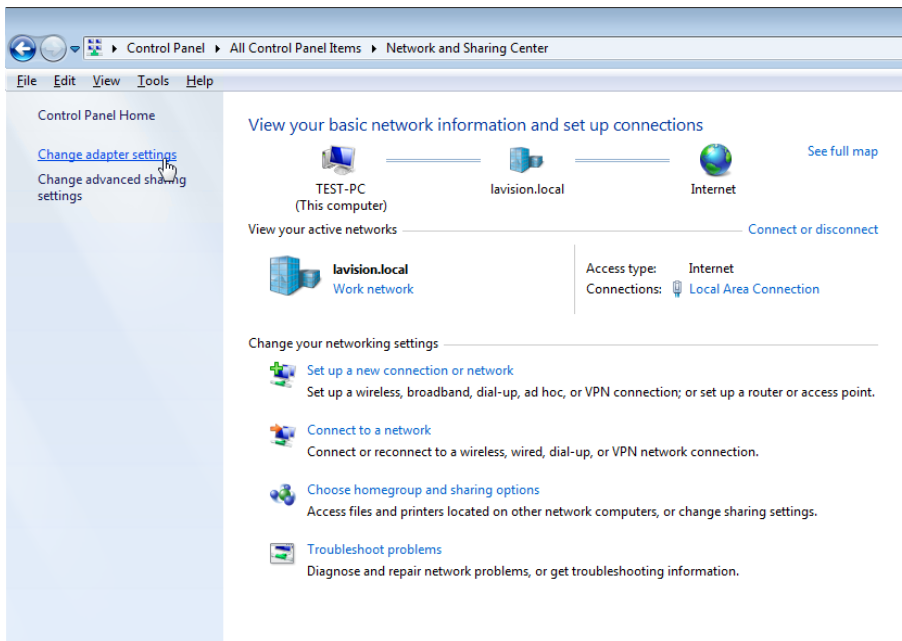 Control Panel ▸ All Control Panel Items ▸ Network and Sharing Center
File Edit View Tools Help
Control Panel Home
Change adapter settings
Change advanced sharing
settings
View your basic network information and set up connections
See full map
TEST-PC
(This computer)
lavision.local
Internet
View your active networks
Connect or disconnect
lavision.local
Work network
Access type: Internet
Connections: Local Area Connection
Change your networking settings
Set up a new connection or network
Set up a wireless, broadband, dial-up, ad hoc, or VPN connection; or set up a router or access point.
Connect to a network
Connect or reconnect to a wireless, wired, dial-up, or VPN network connection.
Choose homegroup and sharing options
Access files and printers located on other network computers, or change sharing settings.
Troubleshoot problems
Diagnose and repair network problems, or get troubleshooting information.